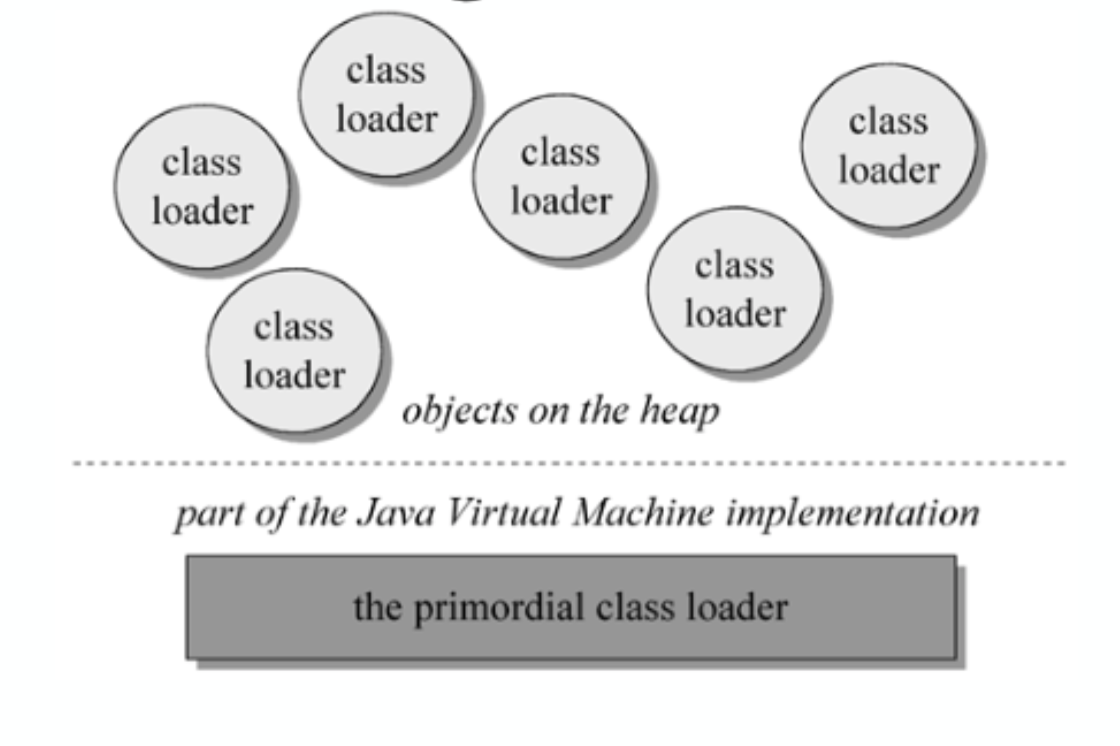 class
loader
class
loader
class
loader
class
loader
class
loader
class
loader
objects on the heap
part of the Java Virtual Machine implementation
the primordial class loader